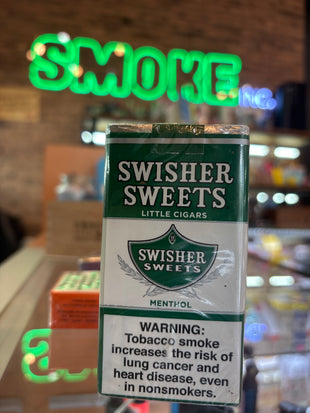 SMOKE
INC.
SWISHER
SWEETS
LITTLE CIGARS
SWISHER
SWEETS
MENTHOL
WARNING:
Tobacco smoke
increases the risk of
lung cancer and
heart disease, even
in nonsmokers.